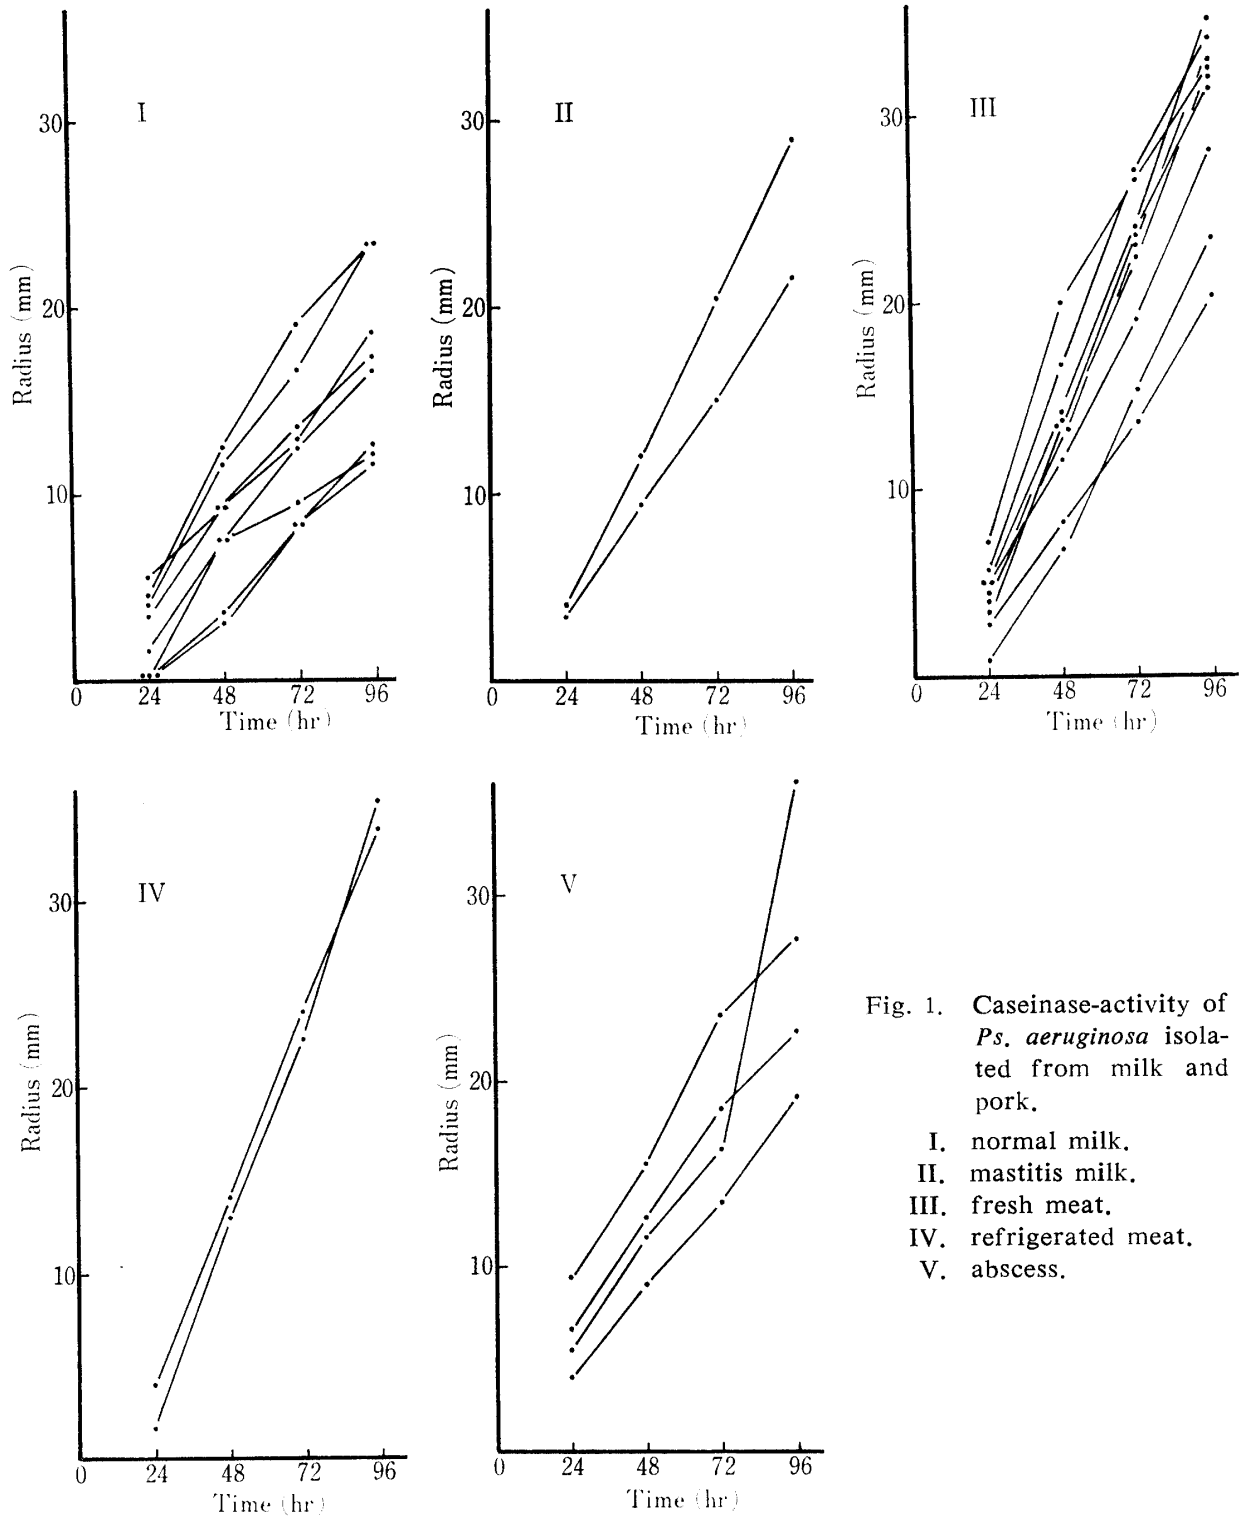 I
30
20
10
Radius (mm)
0 24 48 72 96
Time (hr)
II
30
20
10
Radius (mm)
0 24 48 72 96
Time (hr)
III
30
20
10
Radius (mm)
0 24 48 72 96
Time (hr)
IV
30
20
10
Radius (mm)
0 24 48 72 96
Time (hr)
V
30
20
10
Radius (mm)
0 24 48 72 96
Time (hr)
Fig. 1. Caseinase-activity of
Ps. aeruginosa isola-
ted from milk and
pork.
I. normal milk.
II. mastitis milk.
III. fresh meat.
IV. refrigerated meat.
V. abscess.